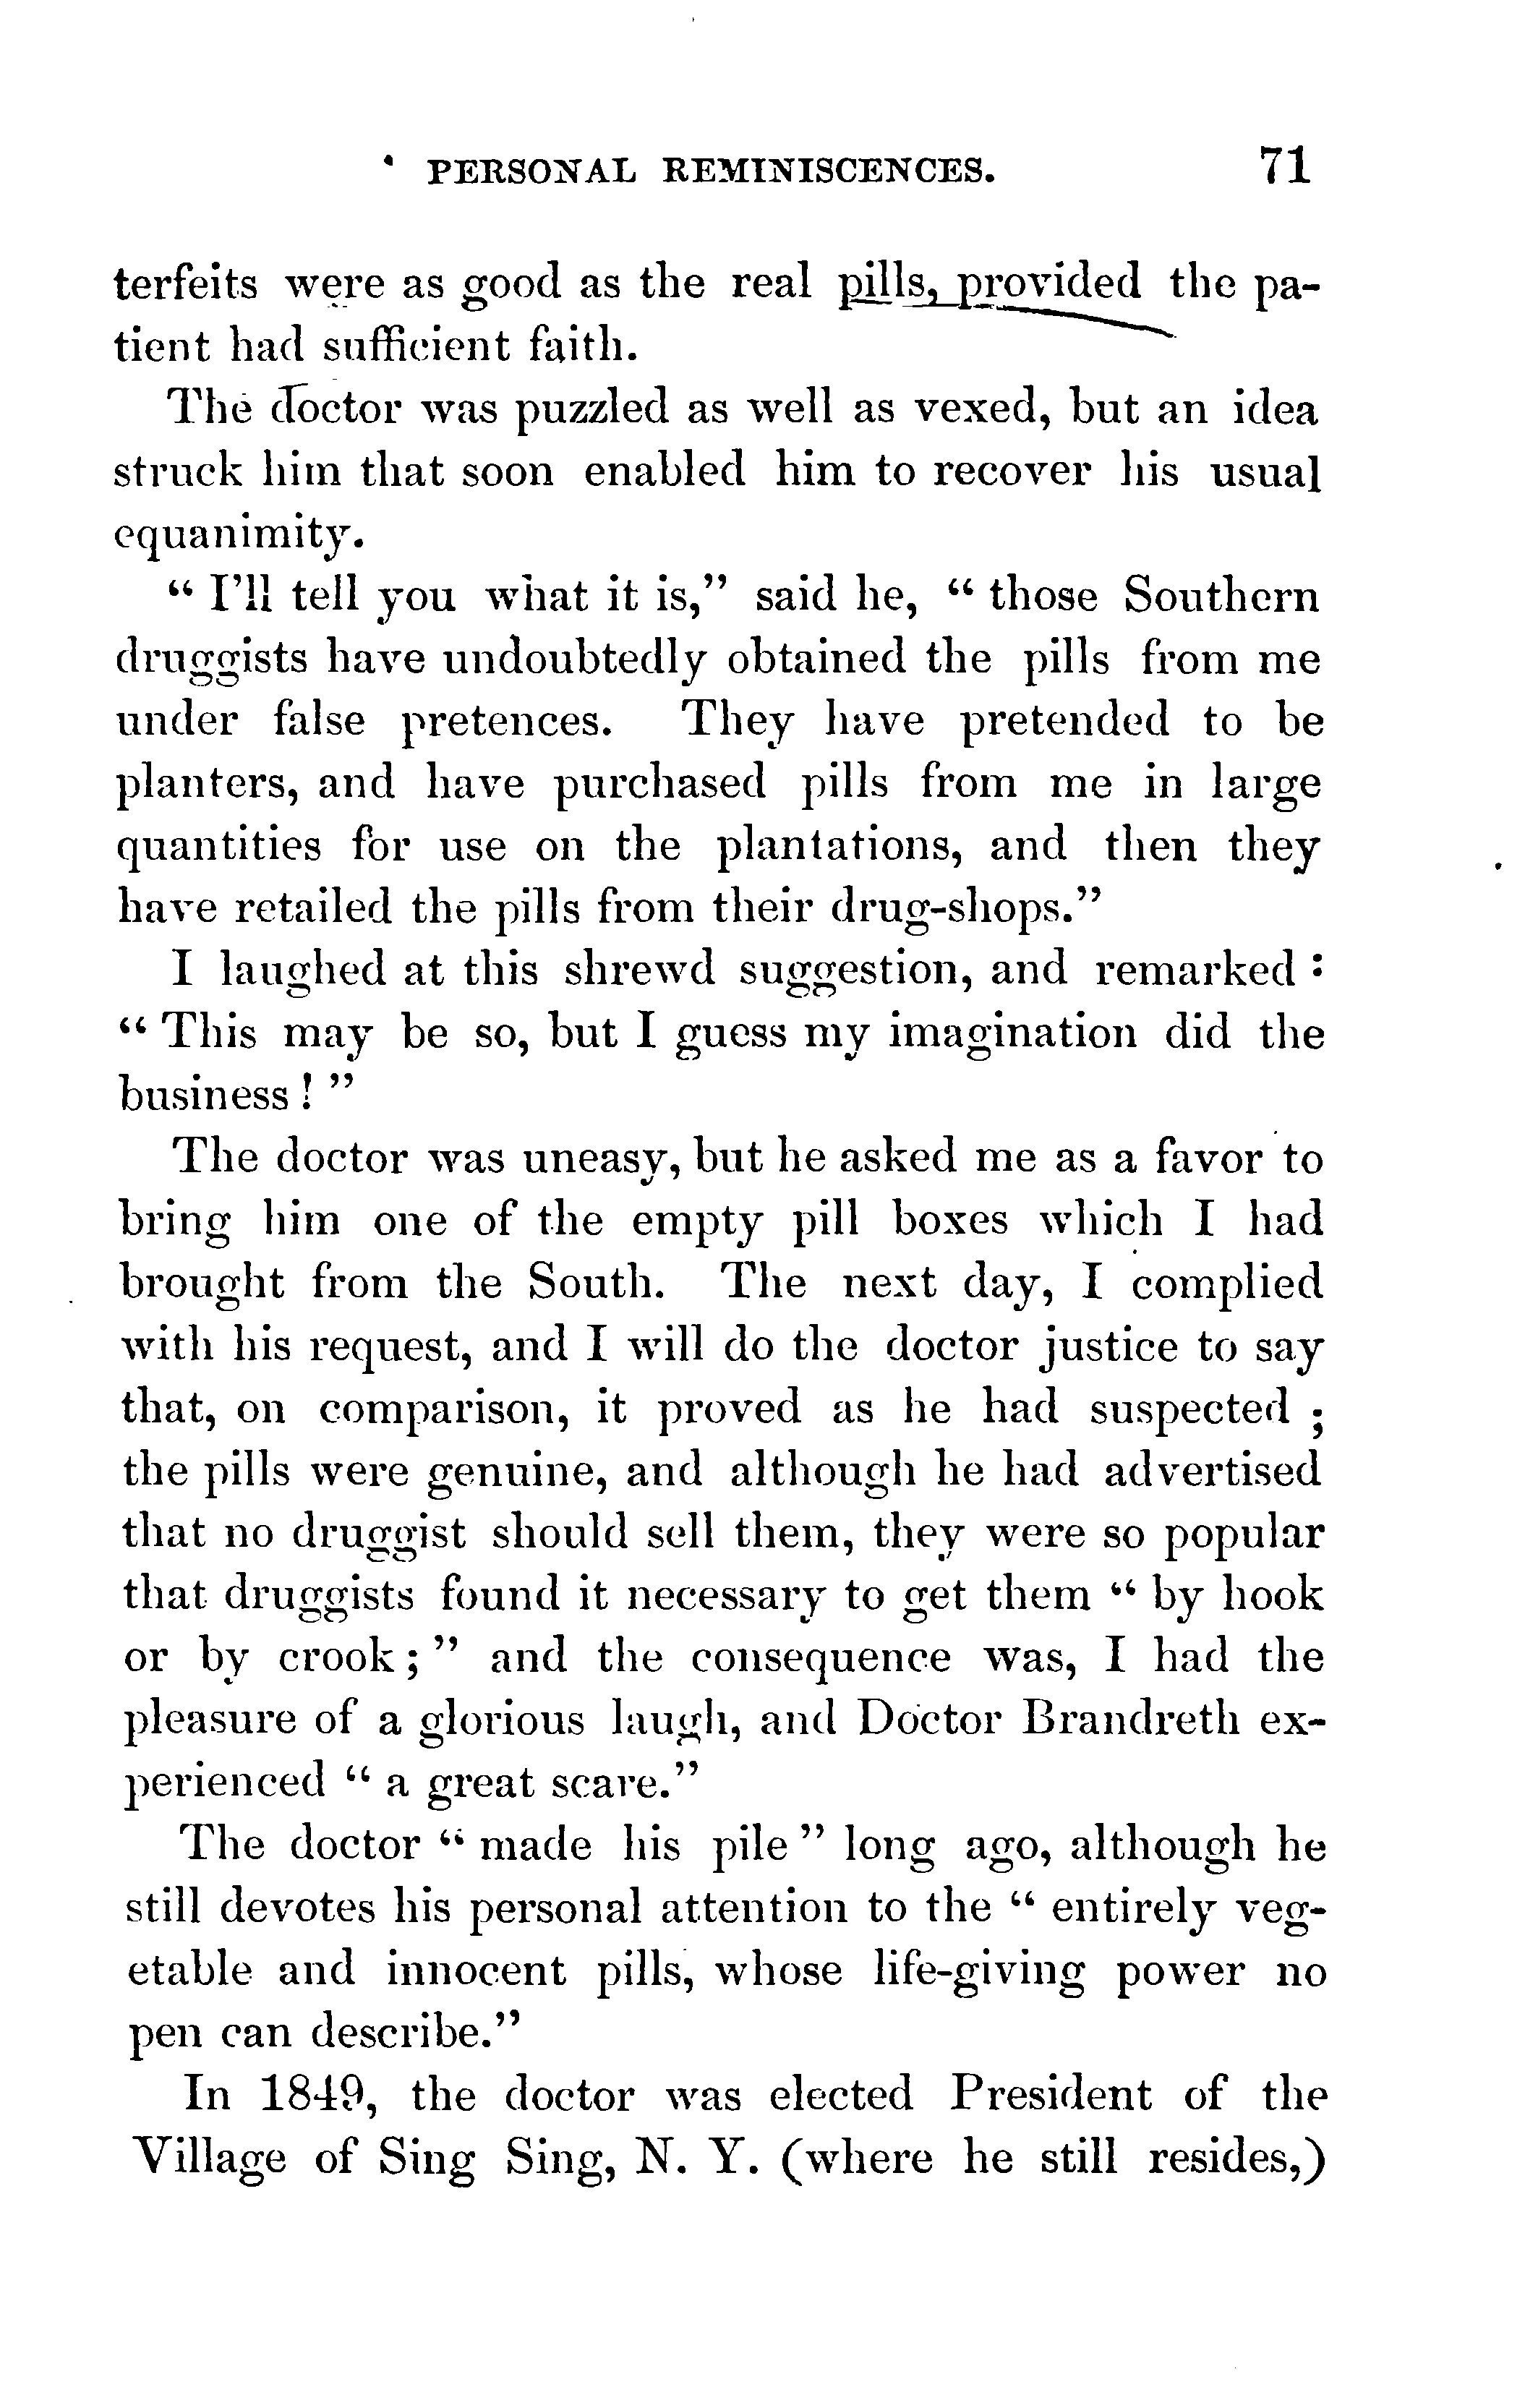 PERSONAL REMINISCENCES. 71
terfeits were as good as the real pills, provided the pa-
tient had sufficient faith.
The doctor was puzzled as well as vexed, but an idea
struck him that soon enabled him to recover his usual
equanimity.
“ I’ll tell you what it is,” said he, “ those Southern
druggists have undoubtedly obtained the pills from me
under false pretences. They have pretended to be
planters, and have purchased pills from me in large
quantities for use on the plantations, and then they
have retailed the pills from their drug-shops.”
I laughed at this shrewd suggestion, and remarked :
“ This may be so, but I guess my imagination did the
business ! ”
The doctor was uneasy, but he asked me as a favor to
bring him one of the empty pill boxes which I had
brought from the South. The next day, I complied
with his request, and I will do the doctor justice to say
that, on comparison, it proved as he had suspected ;
the pills were genuine, and although he had advertised
that no druggist should sell them, they were so popular
that druggists found it necessary to get them “ by hook
or by crook ; ” and the consequence was, I had the
pleasure of a glorious laugh, and Doctor Brandreth ex-
perienced “ a great scare.”
The doctor “ made his pile ” long ago, although he
still devotes his personal attention to the “ entirely veg-
etable and innocent pills, whose life-giving power no
pen can describe.”
In 1849, the doctor was elected President of the
Village of Sing Sing, N. Y. (where he still resides,)